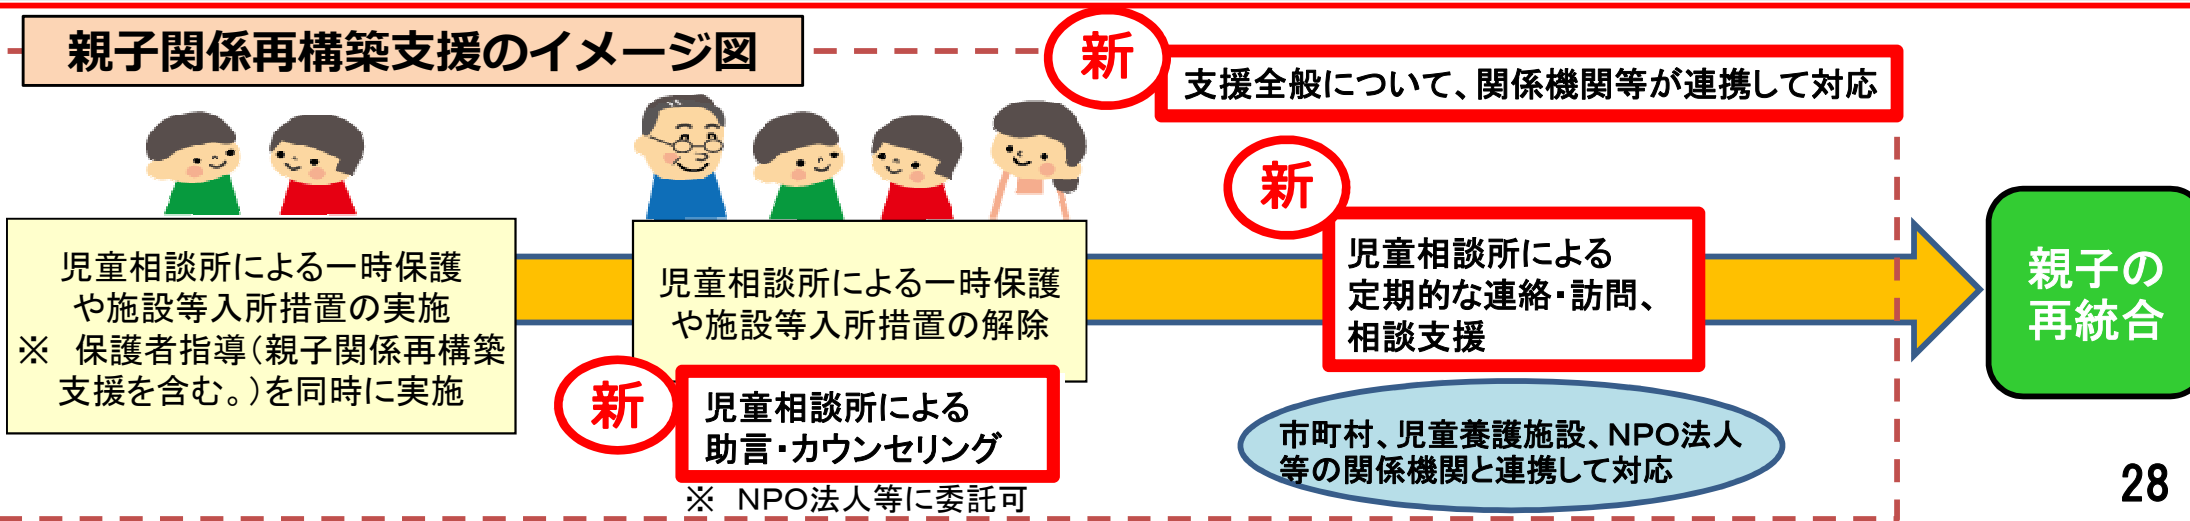 親子関係再構築支援のイメージ図
新
支援全般について、関係機関等が連携して対応
児童相談所による一時保護
や施設等入所措置の実施
※　保護者指導（親子関係再構築
支援を含む。）を同時に実施
児童相談所による一時保護
や施設等入所措置の解除
新
児童相談所による
助言・カウンセリング
※　NPO法人等に委託可
新
児童相談所による
定期的な連絡・訪問、
相談支援
市町村、児童養護施設、NPO法人
等の関係機関と連携して対応
親子の
再統合
28